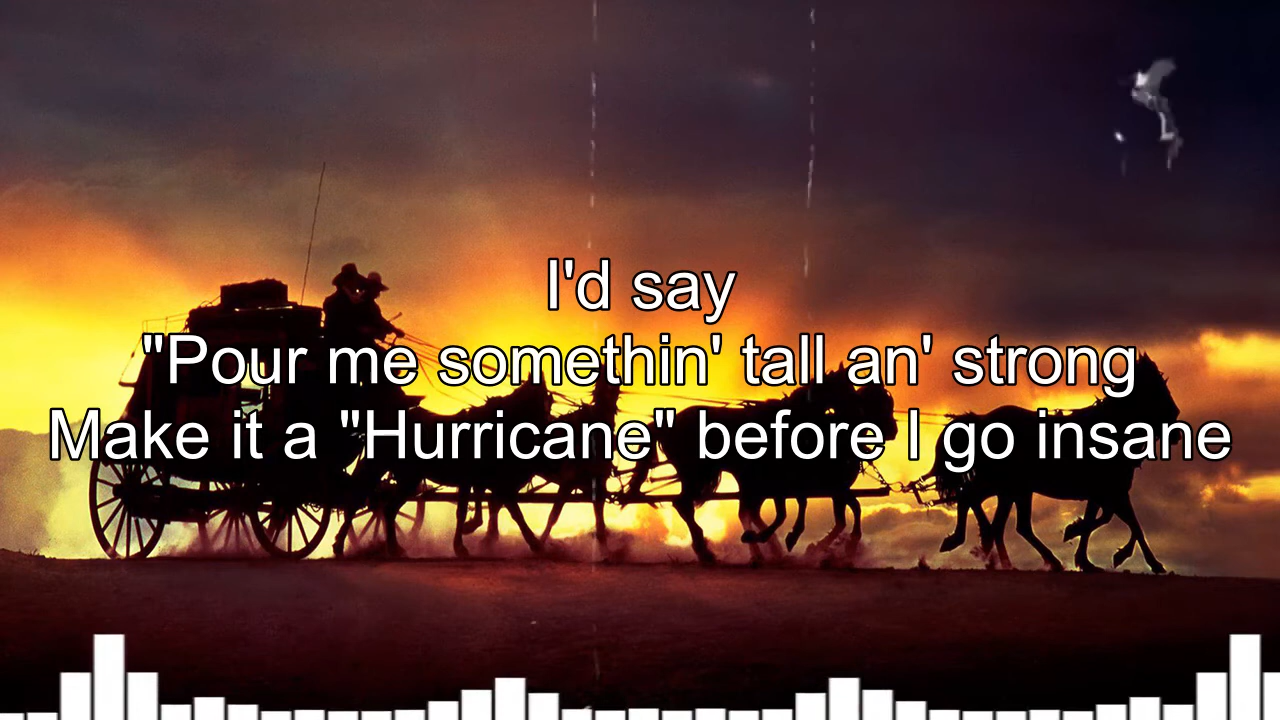 I'd say
"Pour me somethin' tall an' strong
Make it a "Hurricane" before I go insane